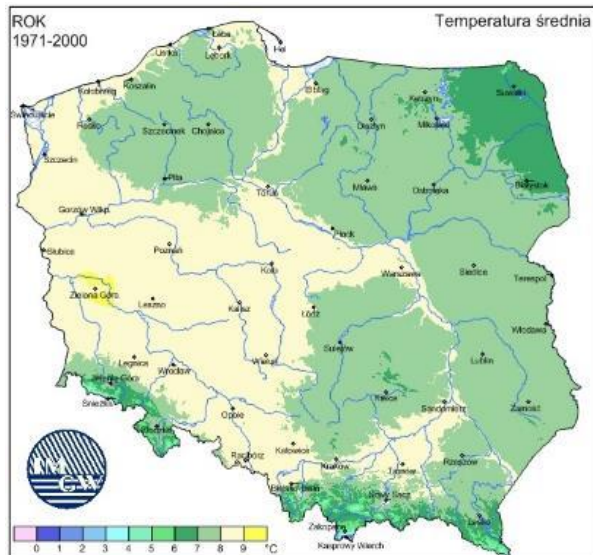 ROK
1971-2000
Temperatura średnia
Łeba
Hel
Ustka
Lębork
Kołobrzeg
Koszalin
Elbląg
Kętrzyn
Suwałki
Świnoujście
Resko
Szczecinek
Chojnice
Olsztyn
Mikołajki
Szczecin
Piła
Toruń
Mława
Ostrołęka
Białystok
Gorzów Wlkp.
Płock
Słubice
Poznań
Koło
Warszawa
Siedlce
Terespol
Zielona Góra
Leszno
Kalisz
Łódź
Włodawa
Sulejów
Legnica
Wrocław
Wieluń
Lublin
Jelenia Góra
Śnieżka
Opole
Kielce
Sandomierz
Zamość
Kłodzko
Racibórz
Katowice
Kraków
Tarnów
Rzeszów
Bielsko-Biała
Nowy Sącz
Lesko
Zakopane
Kasprowy Wierch
IM
GW
0 1 2 3 4 5 6 7 8 9 °C